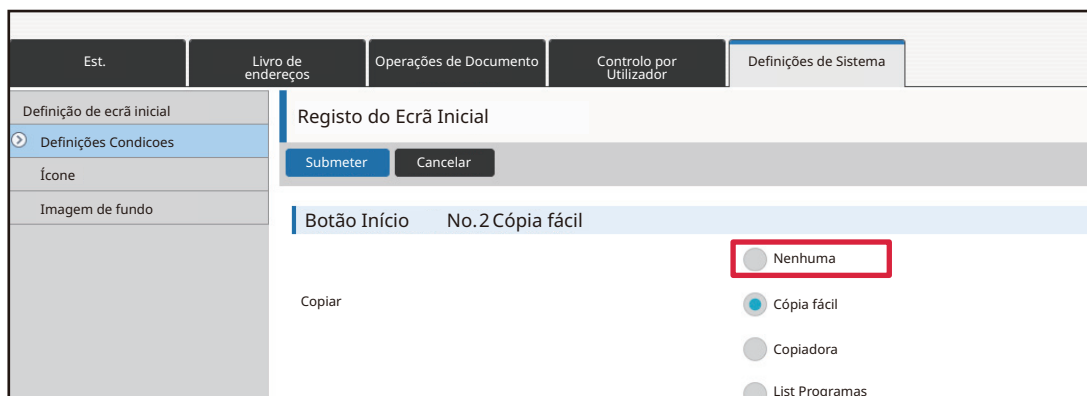 Est.
Livro de
endereços
Operações de Documento
Controlo por
Utilizador
Definições de Sistema
Definição de ecrã inicial
Definições Condicoes
Ícone
Imagem de fundo
Registo do Ecrã Inicial
Submeter
Cancelar
Botão Início No.2 Cópia fácil
Nenhuma
Copiar
Cópia fácil
Copiadora
List Programas